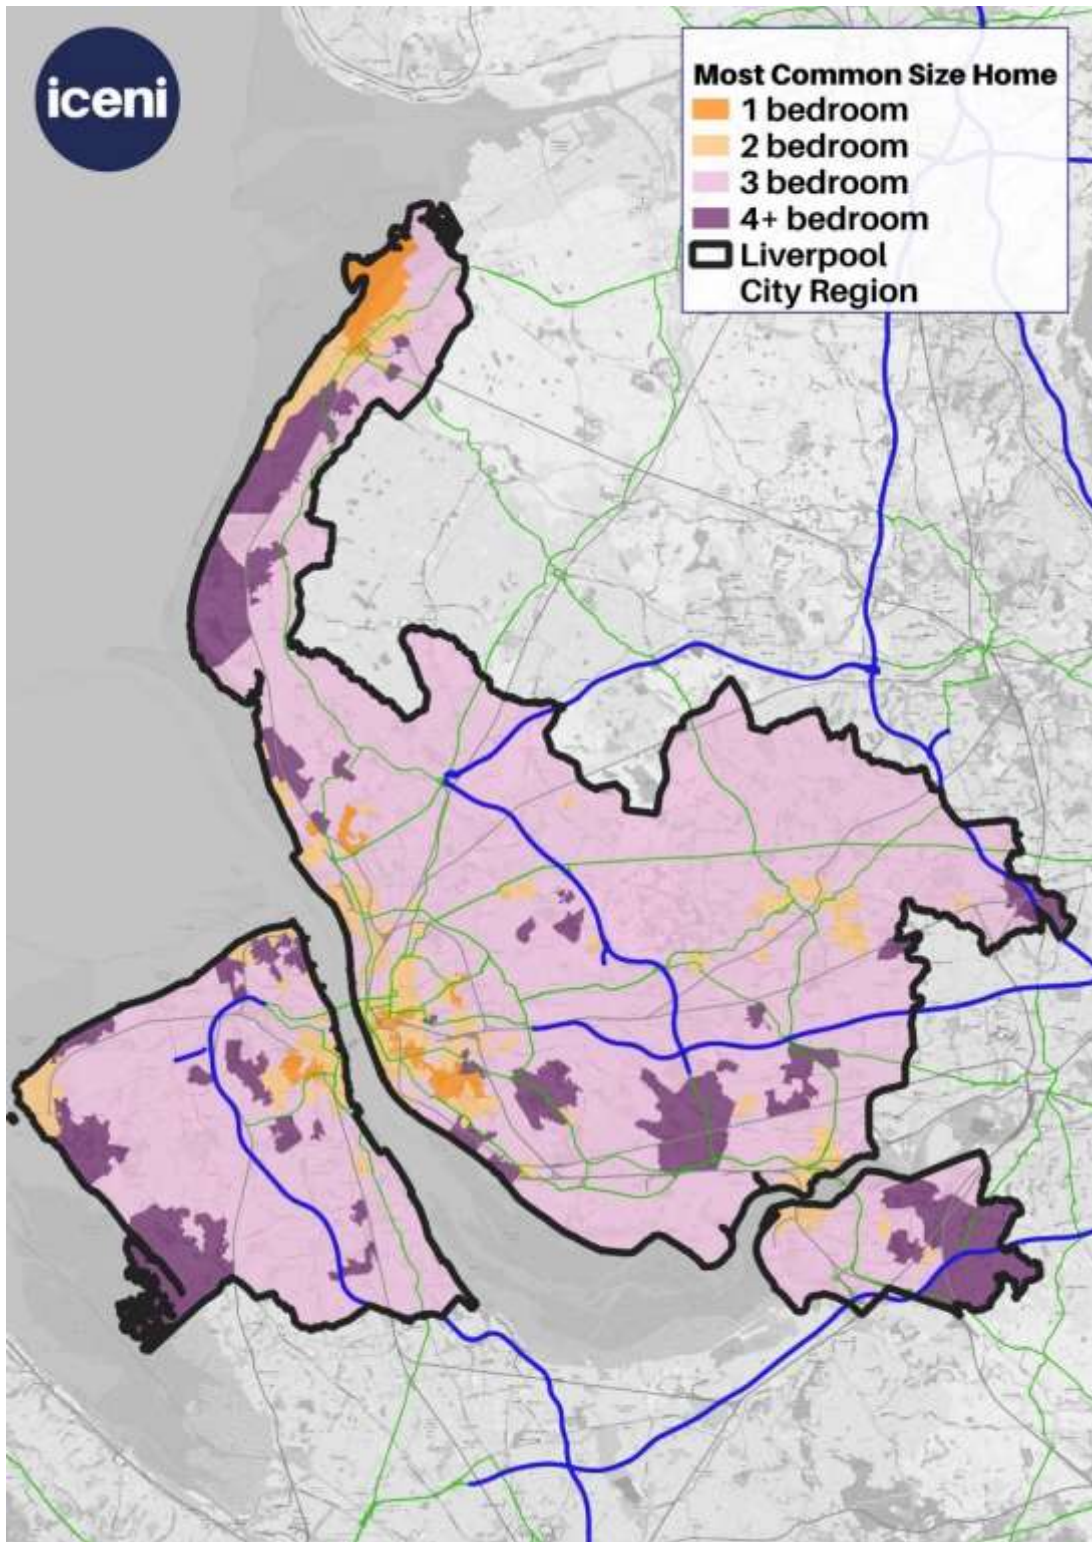 iceni
Most Common Size Home
1 bedroom
2 bedroom
3 bedroom
4+ bedroom
Liverpool
City Region